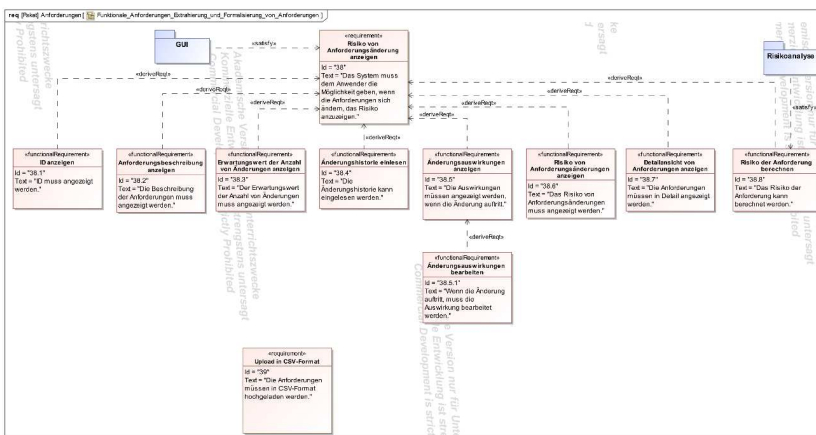 req [Paket] Anforderungen [ Funktionale_Anforderungen_Extrahierung_und_Formalisierung_von_Anforderungen ]
GUI
«satisfy»
«requirement»
Risiko von
Anforderungsänderung
anzeigen
Id = "38"
Text = "Das System muss
dem Anwender die
Möglichkeit geben, wenn
die Anforderungen sich
ändern, das Risiko
anzuzeigen."
Risikoanalyse
«satisfy»
«deriveReqt»
«deriveReqt»
«deriveReqt»
«deriveReqt»
«deriveReqt»
«deriveReqt»
«deriveReqt»
«deriveReqt»
«functionalRequirement»
ID anzeigen
Id = "38.1"
Text = "ID muss angezeigt
werden."
«functionalRequirement»
Anforderungsbeschreibung
anzeigen
Id = "38.2"
Text = "Die Beschreibung
der Anforderungen muss
angezeigt werden."
«functionalRequirement»
Erwartungswert der Anzahl
von Änderungen anzeigen
Id = "38.3"
Text = "Der Erwartungswert
der Anzahl von Änderungen
muss angezeigt werden."
«functionalRequirement»
Änderungshistorie einlesen
Id = "38.4"
Text = "Die
Änderungshistorie kann
eingelesen werden."
«functionalRequirement»
Änderungsauswirkungen
anzeigen
Id = "38.5"
Text = "Die Auswirkungen
müssen angezeigt werden,
wenn die Änderung auftritt."
«functionalRequirement»
Risiko von
Anforderungsänderungen
anzeigen
Id = "38.6"
Text = "Das Risiko von
Anforderungsänderungen
muss angezeigt werden."
«functionalRequirement»
Detailansicht von
Anforderungen anzeigen
Id = "38.7"
Text = "Die Anforderungen
müssen in Detail angezeigt
werden."
«functionalRequirement»
Risiko der Anforderung
berechnen
Id = "38.8"
Text = "Das Risiko der
Anforderung kann
berechnet werden."
«deriveReqt»
«functionalRequirement»
Änderungsauswirkungen
bearbeiten
Id = "38.5.1"
Text = "Wenn die Änderung
auftritt, muss die
Auswirkung bearbeitet
werden."
«requirement»
Upload in CSV-Format
Id = "39"
Text = "Die Anforderungen
müssen in CSV-Format
hochgeladen werden."